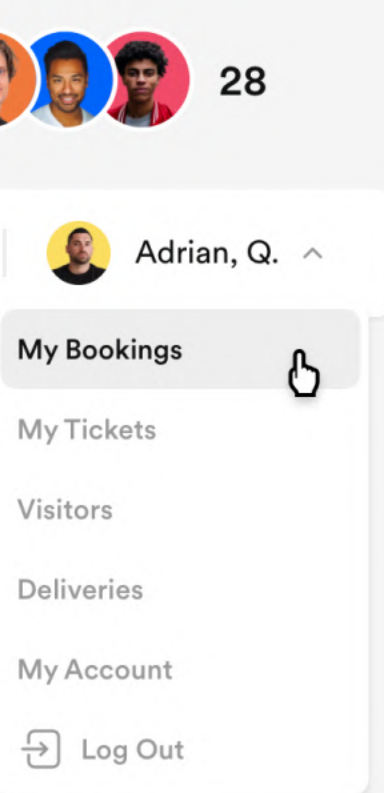 28
Adrian, Q.
My Bookings
My Tickets
Visitors
Deliveries
My Account
Log Out